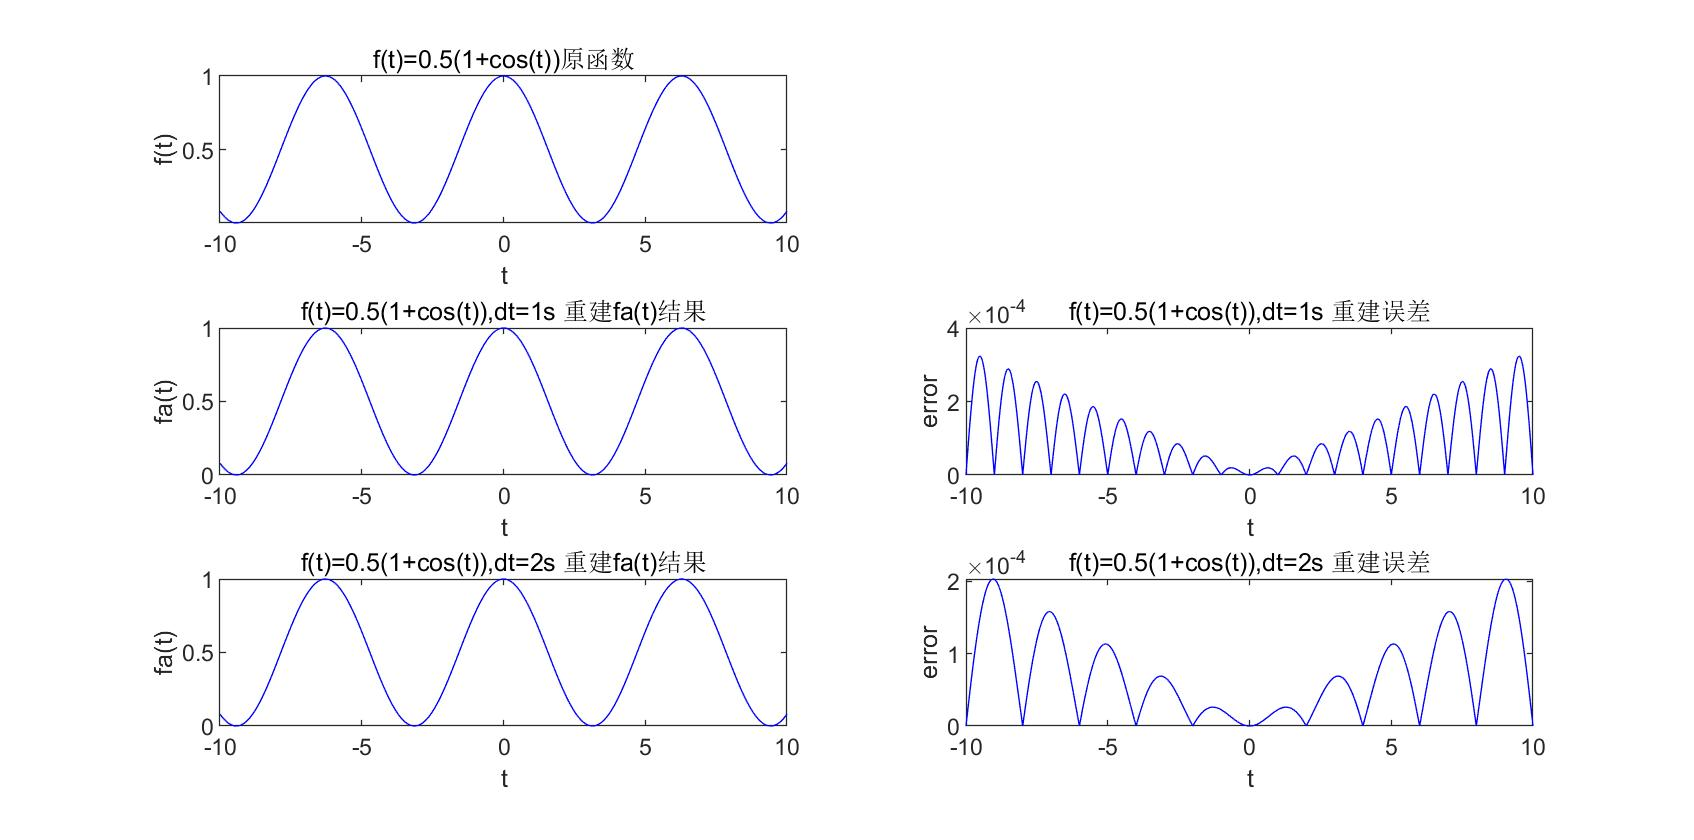 f(t)=0.5(1+cos(t))原函数
1
0.5
f(t)
-10 -5 0 5 10
t
f(t)=0.5(1+cos(t)),dt=1s 重建fa(t)结果
1
0.5
0
fa(t)
-10 -5 0 5 10
t
×10-4
f(t)=0.5(1+cos(t)),dt=1s 重建误差
4
2
0
error
-10 -5 0 5 10
t
f(t)=0.5(1+cos(t)),dt=2s 重建fa(t)结果
1
0.5
0
fa(t)
-10 -5 0 5 10
t
×10-4
f(t)=0.5(1+cos(t)),dt=2s 重建误差
2
1
0
error
-10 -5 0 5 10
t